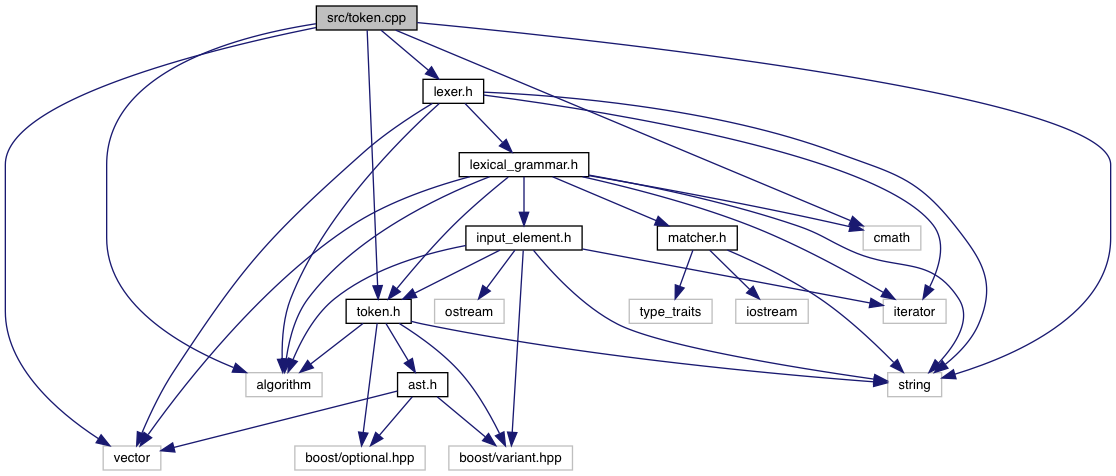 src/token.cpp
lexer.h
lexical_grammar.h
input_element.h
matcher.h
cmath
token.h
ostream
type_traits
iostream
iterator
algorithm
ast.h
string
vector
boost/optional.hpp
boost/variant.hpp